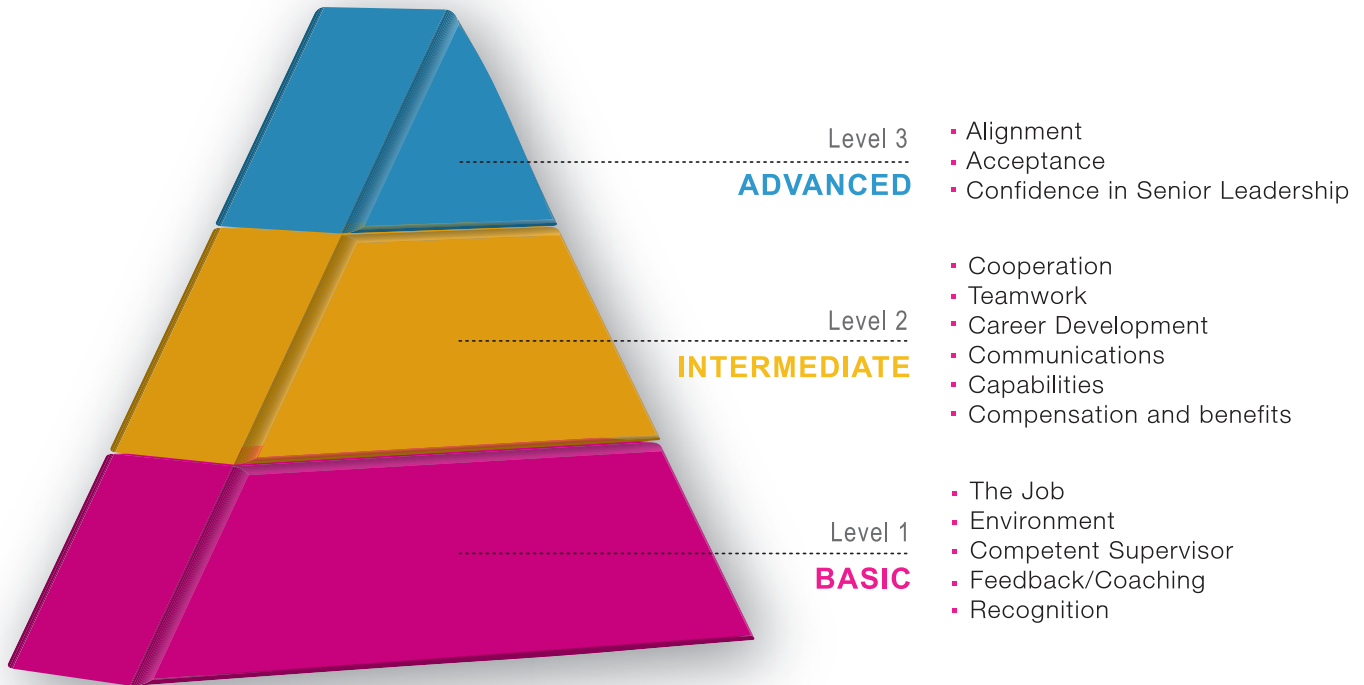 Level 3
ADVANCED
▪ Alignment
▪ Acceptance
▪ Confidence in Senior Leadership
Level 2
INTERMEDIATE
▪ Cooperation
▪ Teamwork
▪ Career Development
▪ Communications
▪ Capabilities
▪ Compensation and benefits
Level 1
BASIC
▪ The Job
▪ Environment
▪ Competent Supervisor
▪ Feedback/Coaching
▪ Recognition